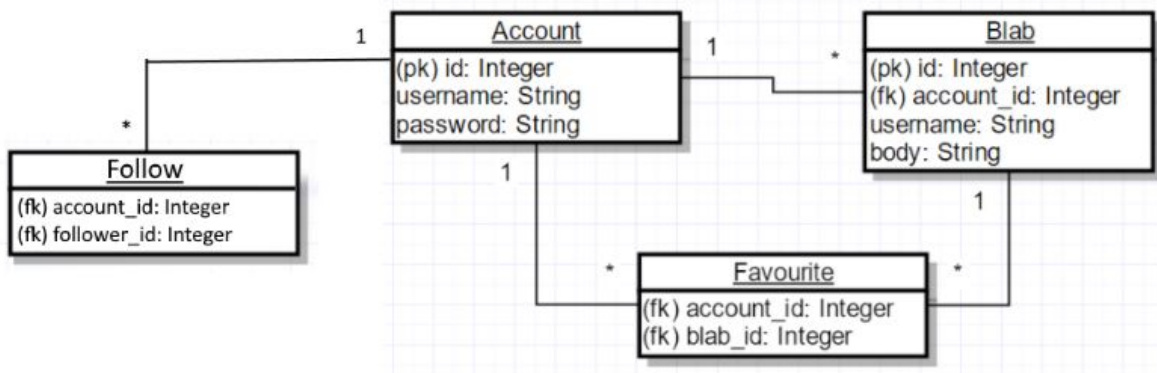 Account
(pk) id: Integer
username: String
password: String
Blab
(pk) id: Integer
(fk) account_id: Integer
username: String
body: String
Follow
(fk) account_id: Integer
(fk) follower_id: Integer
Favourite
(fk) account_id: Integer
(fk) blab_id: Integer
1
*
1
*
1
*
1
*